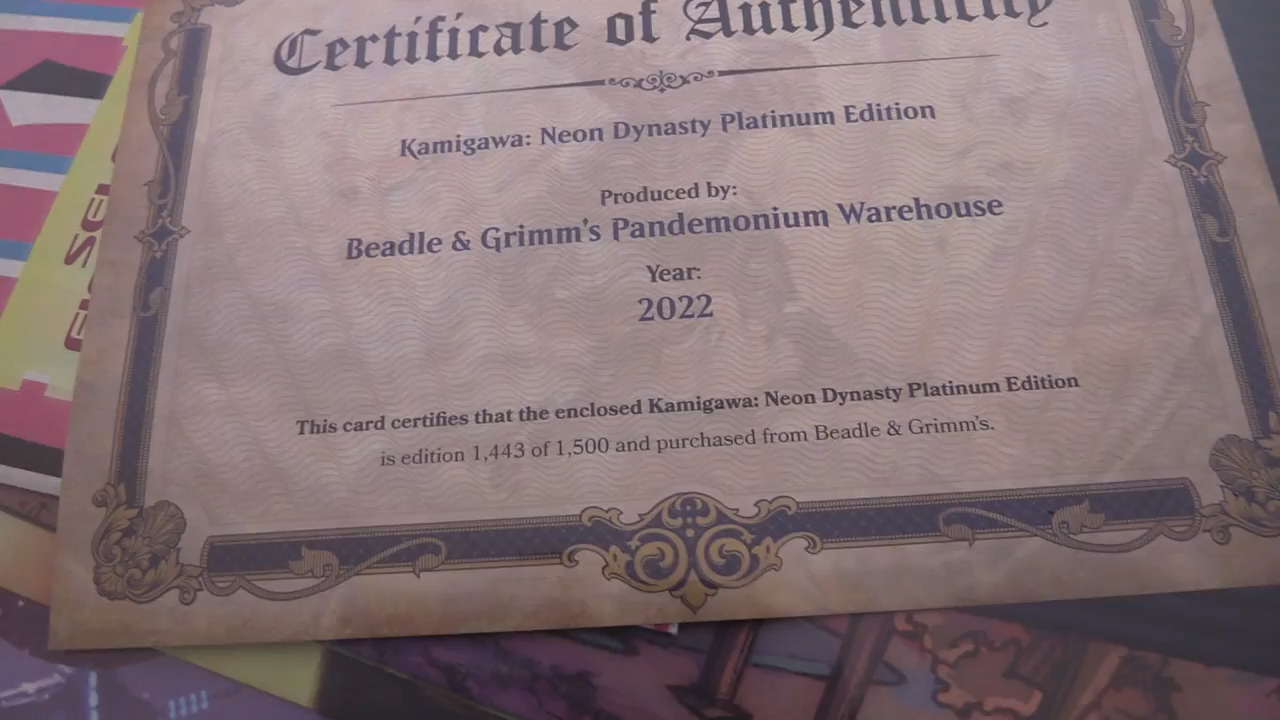 Certificate of Authenticity
Kamigawa: Neon Dynasty Platinum Edition
Produced by:
Beadle & Grimm's Pandemonium Warehouse
Year:
2022
This card certifies that the enclosed Kamigawa: Neon Dynasty Platinum Edition
is edition 1,443 of 1,500 and purchased from Beadle & Grimm's.